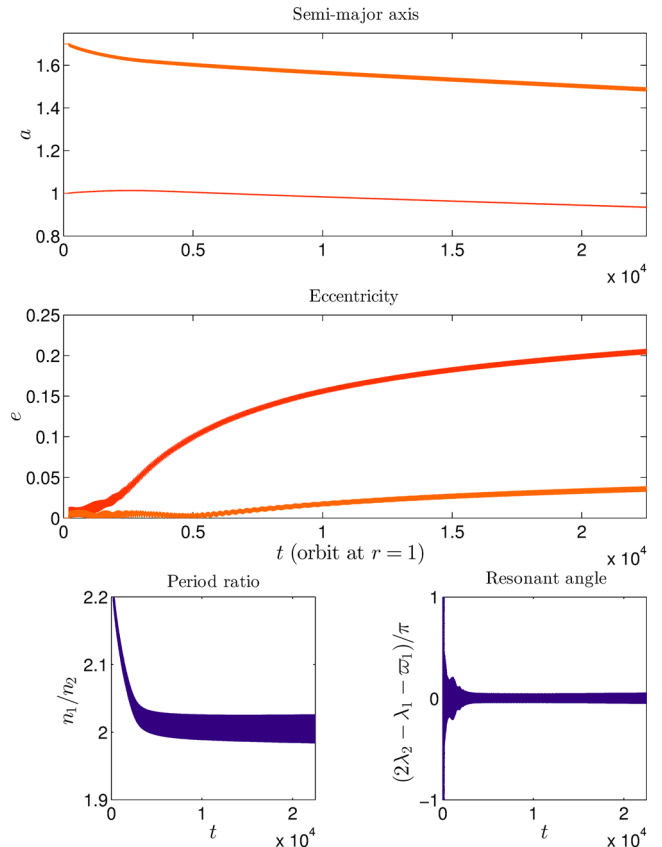 Semi-major axis
1.6
1.4
1.2
1
0.8
a
0 0.5 1 1.5 2
x 10^4
Eccentricity
0.25
0.2
0.15
0.1
0.05
0
e
0 0.5 1 1.5 2
t (orbit at r = 1)
x 10^4
Period ratio
2.2
2.1
2
1.9
n_1/n_2
0 1 2
t
x 10^4
Resonant angle
1
0
−1
(2λ_2 − λ_1 − ϖ_1)/π
0 1 2
t
x 10^4